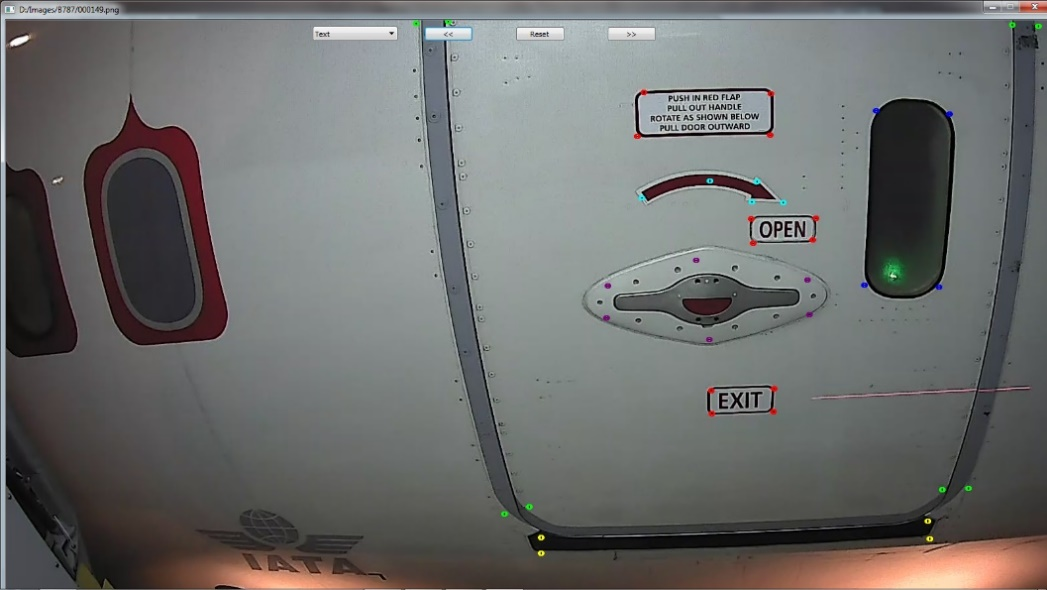 D:/Images/B787/000149.png
Text
<<
Reset
>>
PUSH IN RED FLAP
PULL OUT HANDLE
ROTATE AS SHOWN BELOW
PULL DOOR OUTWARD
OPEN
EXIT
IATA